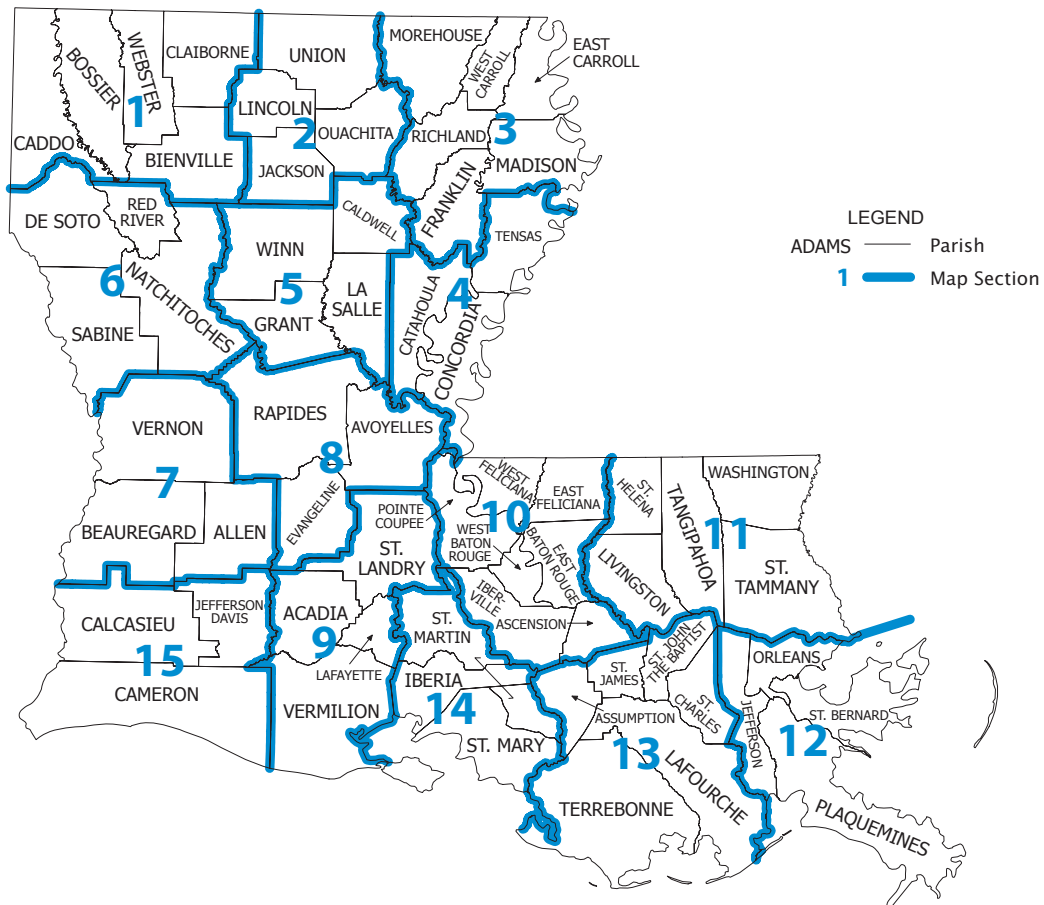 CLAIBORNE
UNION
MOREHOUSE
WEBSTER
BOSSIER
WEST
CARROLL
EAST
CARROLL
1
LINCOLN
2
OUACHITA
RICHLAND
3
CADDO
BIENVILLE
JACKSON
MADISON
FRANKLIN
DE SOTO
RED
RIVER
CALDWELL
TENSAS
WINN
6
NATCHITOCHES
5
LA
SALLE
CATAHOULA
4
CONCORDIA
SABINE
GRANT
LEGEND
ADAMS
Parish
1
Map Section
VERNON
RAPIDES
AVOYELLES
8
7
EVANGELINE
POINTE
COUPEE
WEST
FELICIANA
EAST
FELICIANA
ST.
HELENA
TANGIPAHOA
WASHINGTON
10
11
BEAUREGARD
ALLEN
ST.
LANDRY
WEST
BATON
ROUGE
EAST
BATON ROUGE
LIVINGSTON
ST.
TAMMANY
CALCASIEU
JEFFERSON
DAVIS
ACADIA
9
LAFAYETTE
ST.
MARTIN
IBER-
VILLE
ASCENSION
15
CAMERON
VERMILION
IBERIA
14
ST. MARY
ST.
JAMES
ST. JOHN
THE BAPTIST
ST.
CHARLES
ASSUMPTION
13
LAFOURCHE
TERREBONNE
ORLEANS
JEFFERSON
ST. BERNARD
12
PLAQUEMINES